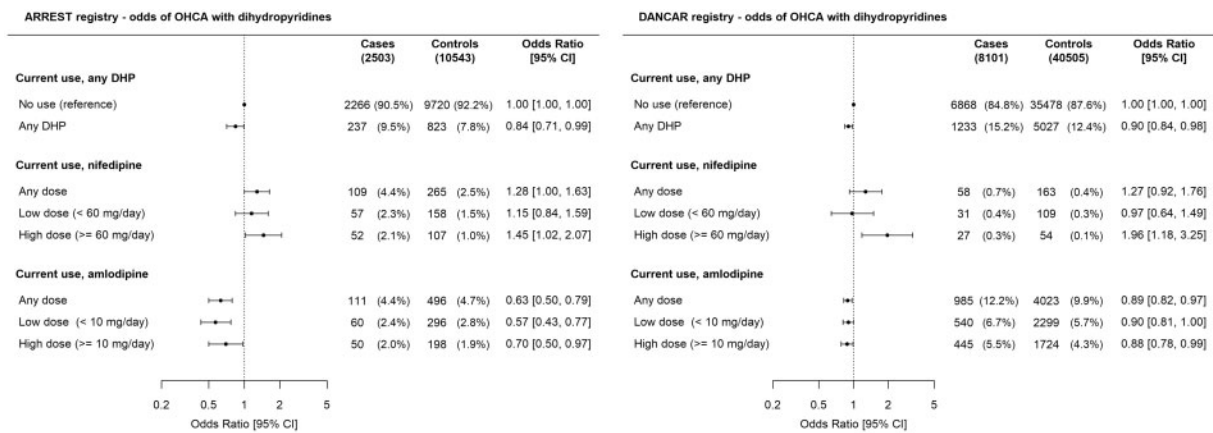 ARREST registry - odds of OHCA with dihydropyridines
Cases Controls Odds Ratio
(2503) (10543) [95% CI]
Current use, any DHP
No use (reference) 2266 (90.5%) 9720 (92.2%) 1.00 [1.00, 1.00]
Any DHP 237 (9.5%) 823 (7.8%) 0.84 [0.71, 0.99]
Current use, nifedipine
Any dose 109 (4.4%) 265 (2.5%) 1.28 [1.00, 1.63]
Low dose (< 60 mg/day) 57 (2.3%) 158 (1.5%) 1.15 [0.84, 1.59]
High dose (>= 60 mg/day) 52 (2.1%) 107 (1.0%) 1.45 [1.02, 2.07]
Current use, amlodipine
Any dose 111 (4.4%) 496 (4.7%) 0.63 [0.50, 0.79]
Low dose (< 10 mg/day) 60 (2.4%) 296 (2.8%) 0.57 [0.43, 0.77]
High dose (>= 10 mg/day) 50 (2.0%) 198 (1.9%) 0.70 [0.50, 0.97]
0.2 0.5 1 2 5
Odds Ratio [95% CI]
DANCAR registry - odds of OHCA with dihydropyridines
Cases Controls Odds Ratio
(8101) (40505) [95% CI]
Current use, any DHP
No use (reference) 6868 (84.8%) 35478 (87.6%) 1.00 [1.00, 1.00]
Any DHP 1233 (15.2%) 5027 (12.4%) 0.90 [0.84, 0.98]
Current use, nifedipine
Any dose 58 (0.7%) 163 (0.4%) 1.27 [0.92, 1.76]
Low dose (< 60 mg/day) 31 (0.4%) 109 (0.3%) 0.97 [0.64, 1.49]
High dose (>= 60 mg/day) 27 (0.3%) 54 (0.1%) 1.96 [1.18, 3.25]
Current use, amlodipine
Any dose 985 (12.2%) 4023 (9.9%) 0.89 [0.82, 0.97]
Low dose (< 10 mg/day) 540 (6.7%) 2299 (5.7%) 0.90 [0.81, 1.00]
High dose (>= 10 mg/day) 445 (5.5%) 1724 (4.3%) 0.88 [0.78, 0.99]
0.2 0.5 1 2 5
Odds Ratio [95% CI]